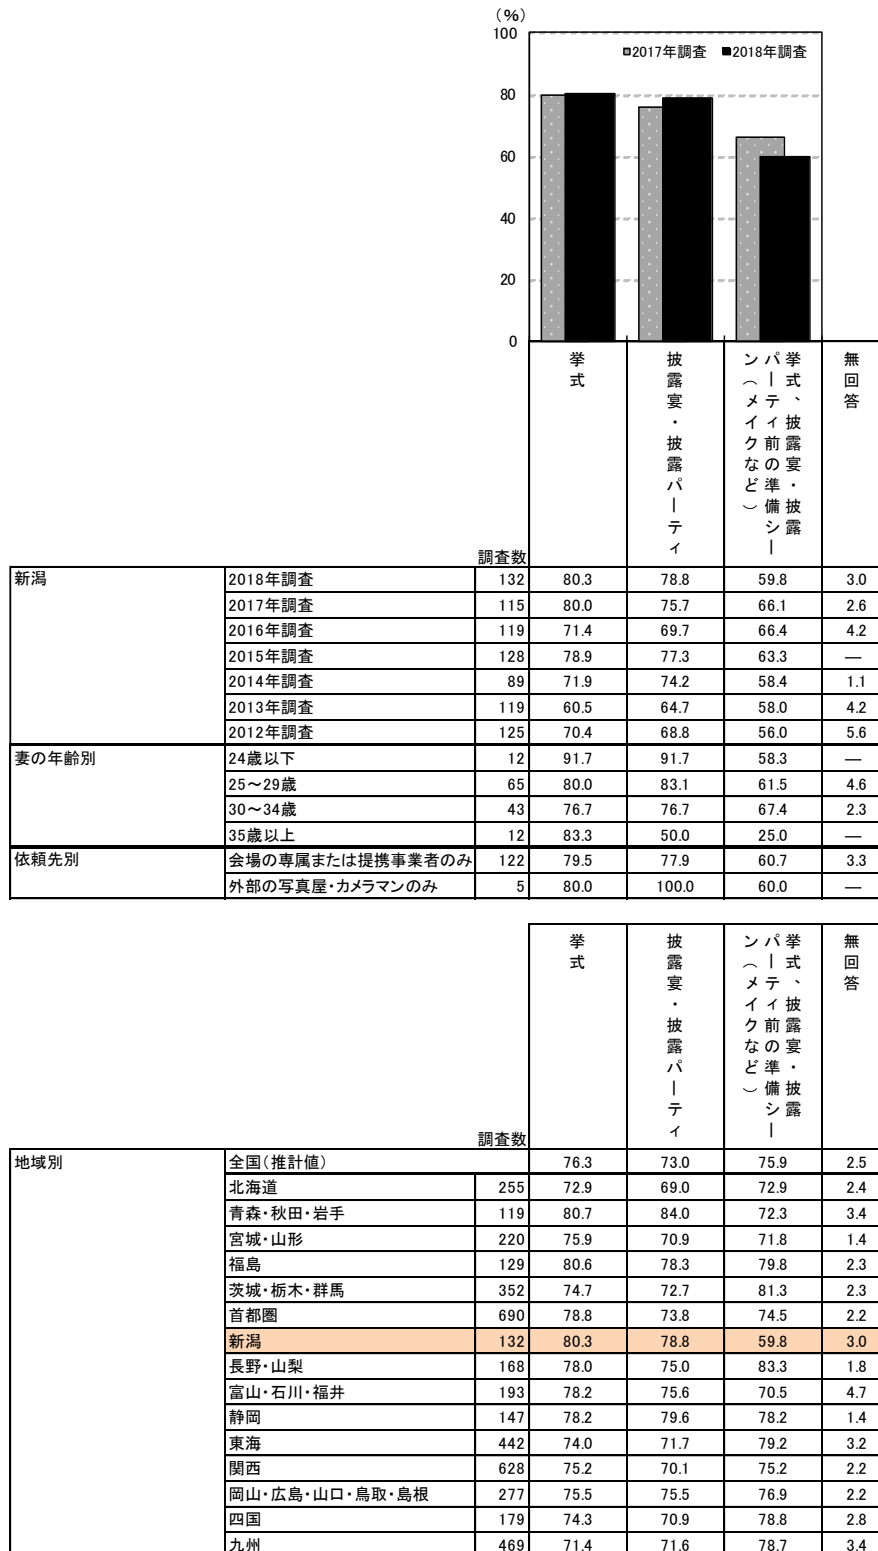 (%)
100
80
60
40
20
0
2017年調査 2018年調査
挙式
披露宴・披露パーティ
挙式、披露宴・披露
パーティ前の準備シー
ン（メイクなど）
無回答
調査数
新潟 2018年調査 132 80.3 78.8 59.8 3.0
2017年調査 115 80.0 75.7 66.1 2.6
2016年調査 119 71.4 69.7 66.4 4.2
2015年調査 128 78.9 77.3 63.3 —
2014年調査 89 71.9 74.2 58.4 1.1
2013年調査 119 60.5 64.7 58.0 4.2
2012年調査 125 70.4 68.8 56.0 5.6
妻の年齢別 24歳以下 12 91.7 91.7 58.3 —
25～29歳 65 80.0 83.1 61.5 4.6
30～34歳 43 76.7 76.7 67.4 2.3
35歳以上 12 83.3 50.0 25.0 —
依頼先別 会場の専属または提携事業者のみ 122 79.5 77.9 60.7 3.3
外部の写真屋・カメラマンのみ 5 80.0 100.0 60.0 —
挙式
披露宴・披露パーティ
挙式、披露宴・披露
パーティ前の準備シー
ン（メイクなど）
無回答
調査数
地域別 全国(推計値) 76.3 73.0 75.9 2.5
北海道 255 72.9 69.0 72.9 2.4
青森・秋田・岩手 119 80.7 84.0 72.3 3.4
宮城・山形 220 75.9 70.9 71.8 1.4
福島 129 80.6 78.3 79.8 2.3
茨城・栃木・群馬 352 74.7 72.7 81.3 2.3
首都圏 690 78.8 73.8 74.5 2.2
新潟 132 80.3 78.8 59.8 3.0
長野・山梨 168 78.0 75.0 83.3 1.8
富山・石川・福井 193 78.2 75.6 70.5 4.7
静岡 147 78.2 79.6 78.2 1.4
東海 442 74.0 71.7 79.2 3.2
関西 628 75.2 70.1 75.2 2.2
岡山・広島・山口・鳥取・島根 277 75.5 75.5 76.9 2.2
四国 179 74.3 70.9 78.8 2.8
九州 469 71.4 71.6 78.7 3.4